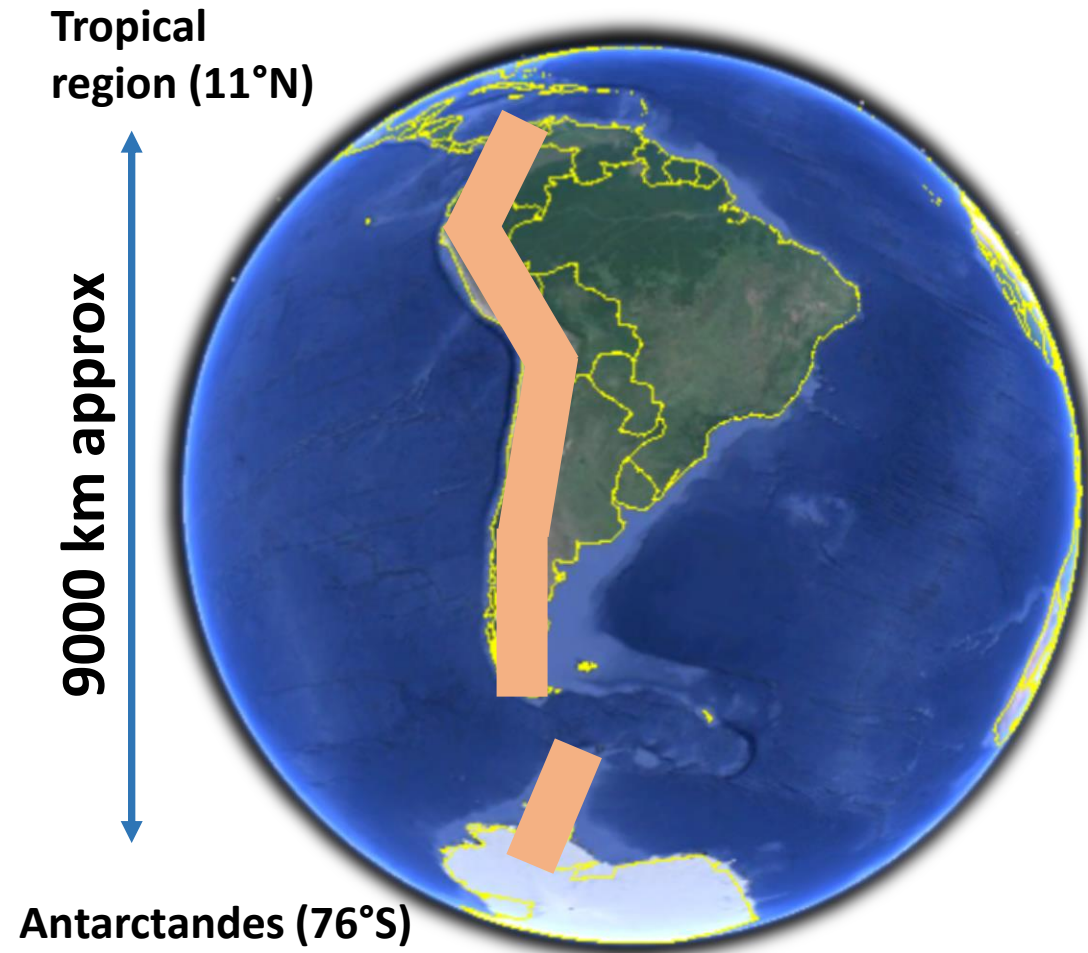 Tropical
region (11°N)
9000 km approx
Antarctandes (76°S)